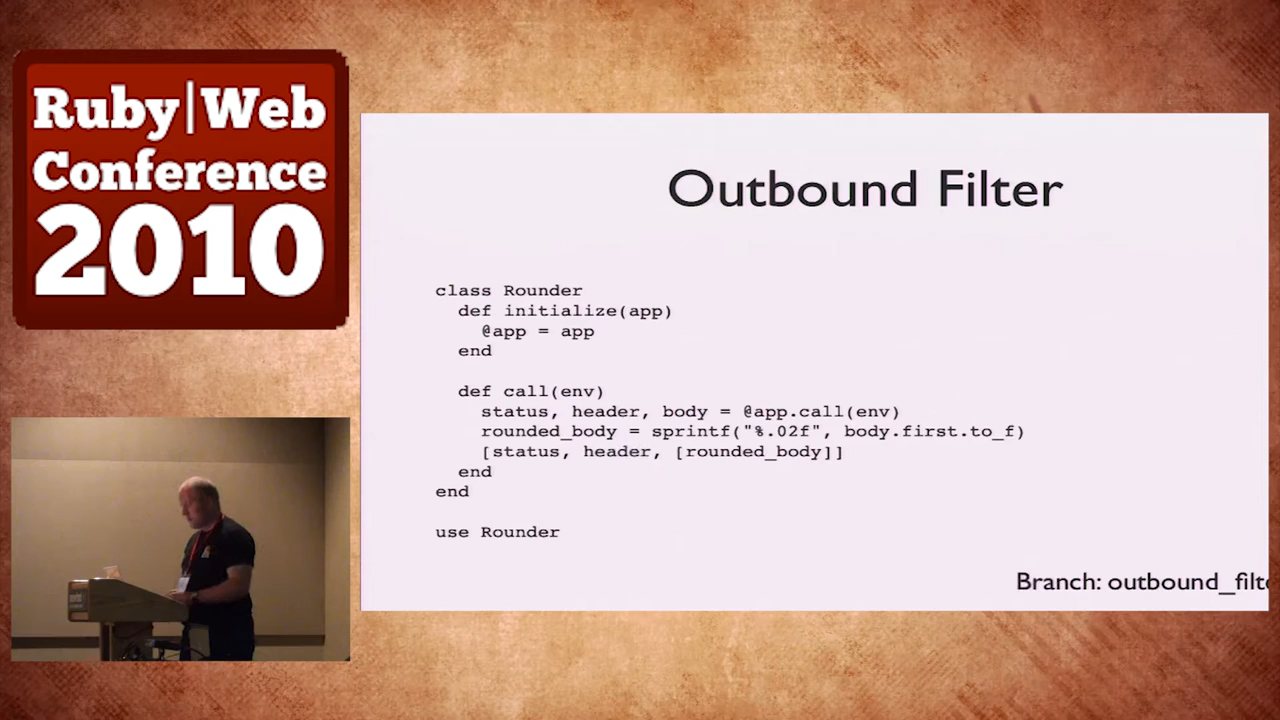 Ruby|Web
Conference
2010
Outbound Filter
class Rounder
  def initialize(app)
    @app = app
  end
  def call(env)
    status, header, body = @app.call(env)
    rounded_body = sprintf("%.02f", body.first.to_f)
    [status, header, [rounded_body]]
  end
end
use Rounder
Branch: outbound_filte